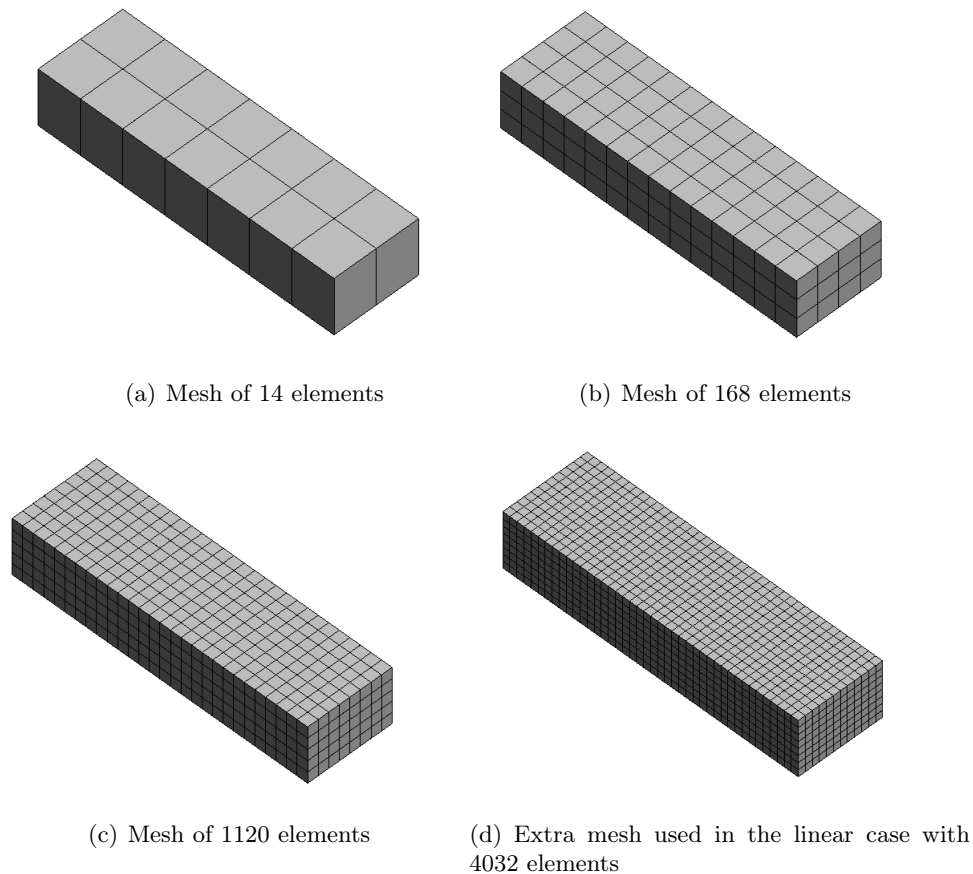 (a) Mesh of 14 elements
(b) Mesh of 168 elements
(c) Mesh of 1120 elements
(d) Extra mesh used in the linear case with
4032 elements